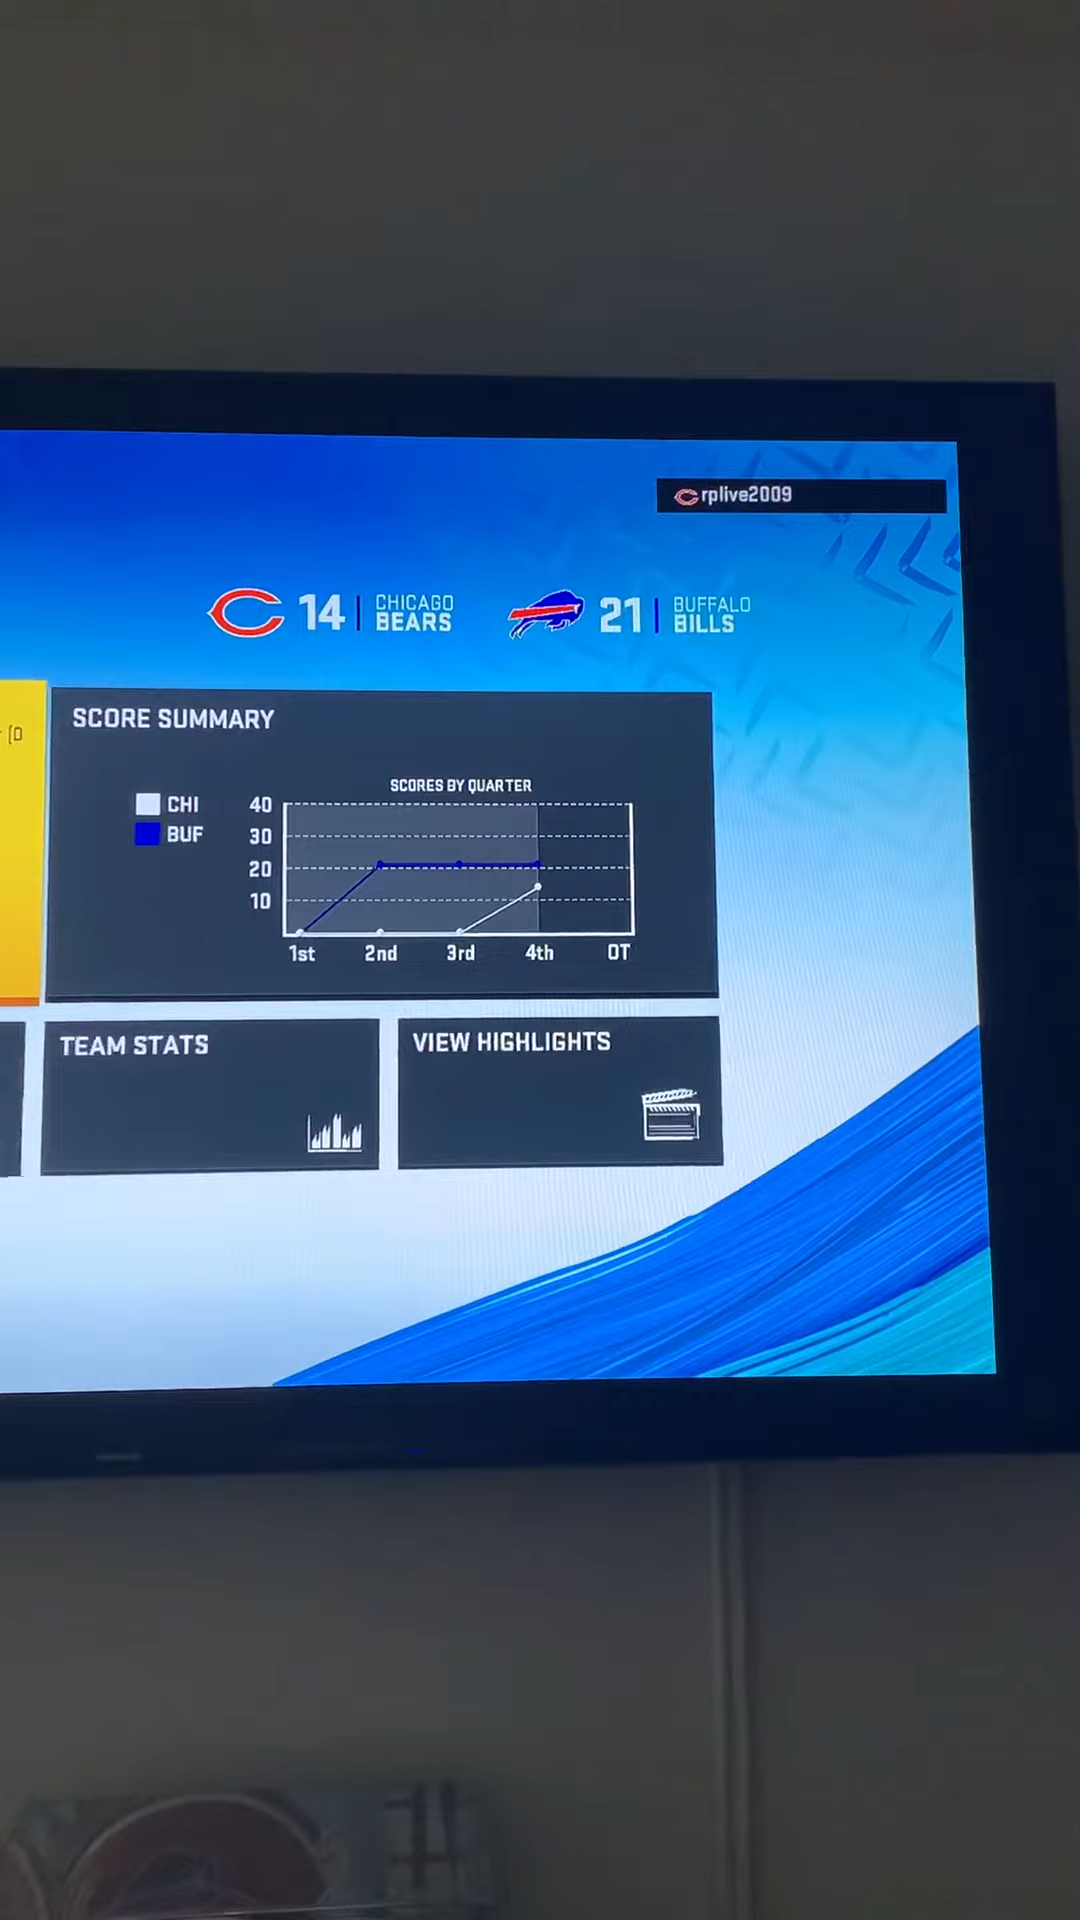 rplive2009
14 CHICAGO BEARS
21 BUFFALO BILLS
SCORE SUMMARY
SCORES BY QUARTER
CHI
BUF
40
30
20
10
1st 2nd 3rd 4th OT
TEAM STATS
VIEW HIGHLIGHTS